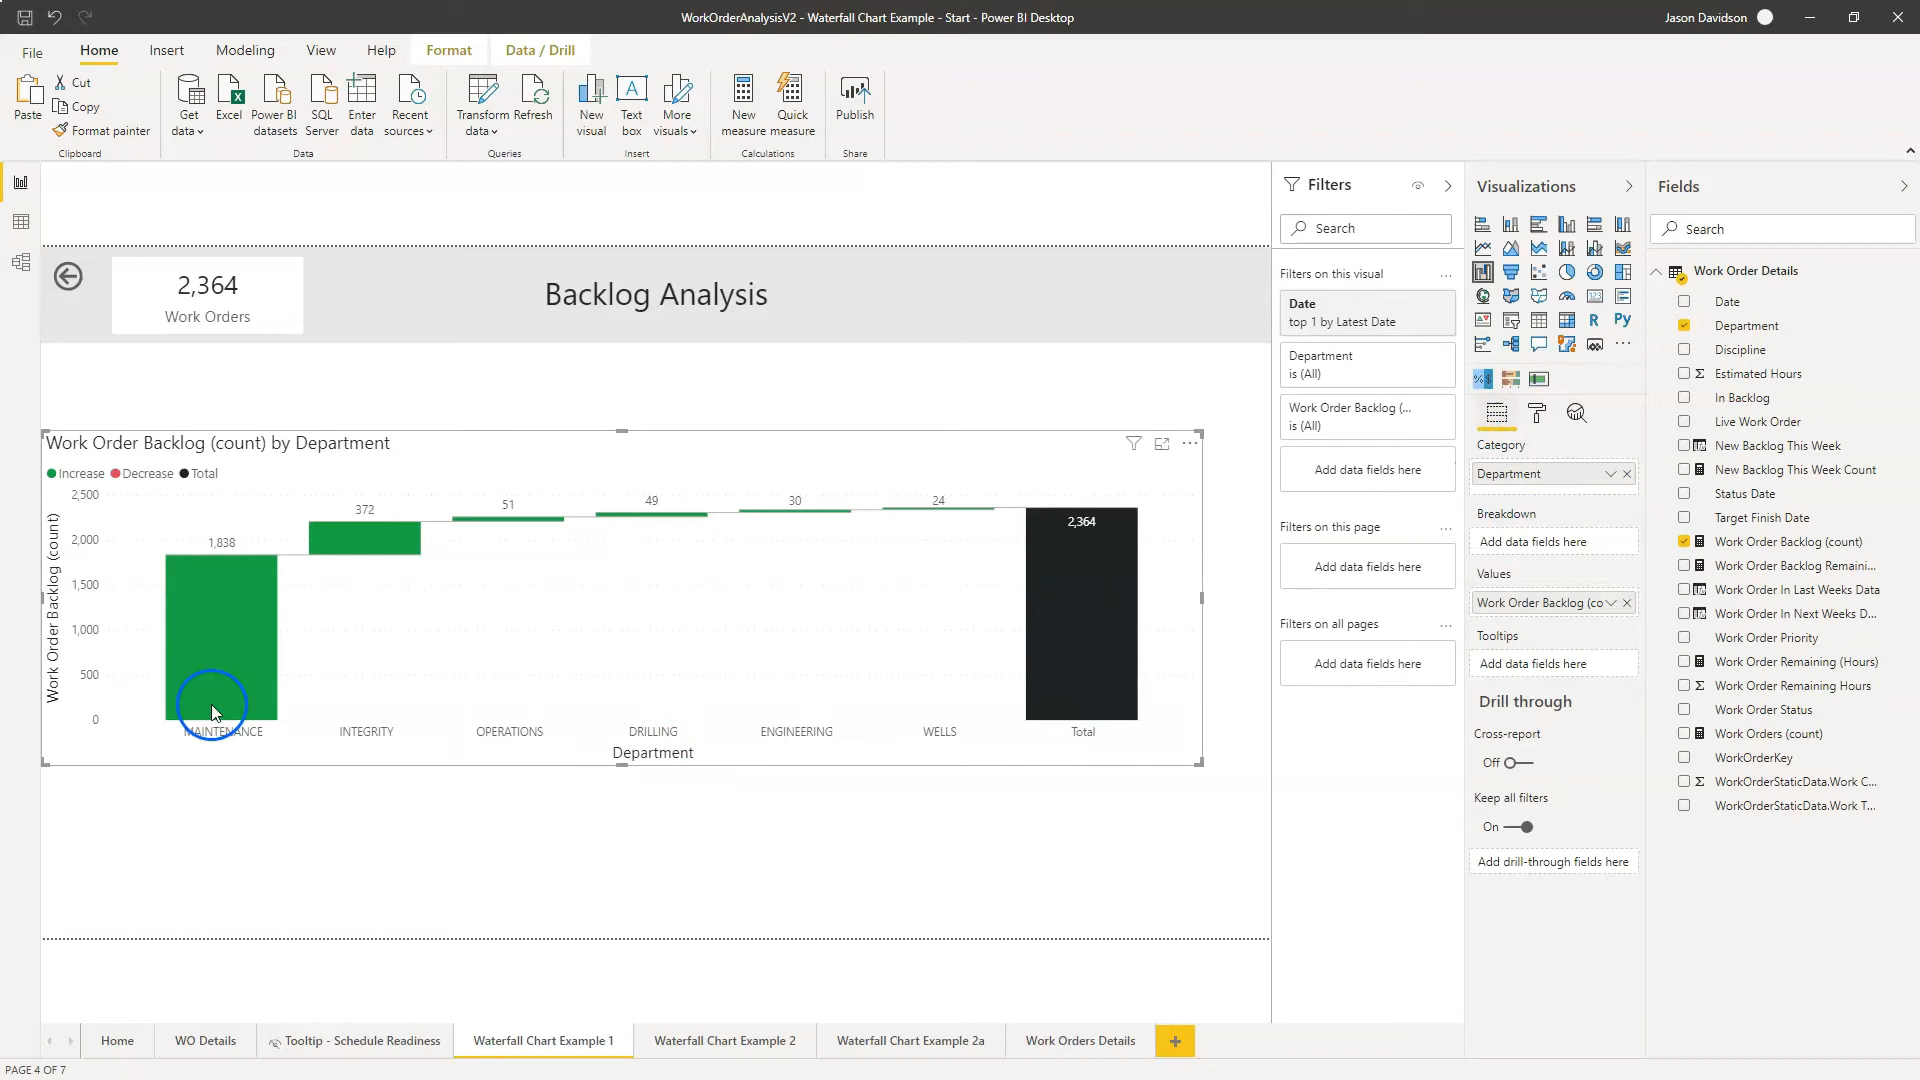 WorkOrderAnalysisV2 - Waterfall Chart Example - Start - Power BI Desktop
Jason Davidson
File
Home
Insert
Modeling
View
Help
Format
Data / Drill
Paste
Cut
Copy
Format painter
Clipboard
Get data
Excel
Power BI datasets
SQL Server
Enter data
Recent sources
Data
Transform data
Refresh
Queries
New visual
Text box
More visuals
Insert
New measure
Quick measure
Calculations
Publish
Share
2,364
Work Orders
Backlog Analysis
Work Order Backlog (count) by Department
Increase
Decrease
Total
Work Order Backlog (count)
2,500
2,000
1,500
1,000
500
0
1,838
372
51
49
30
24
2,364
MAINTENANCE
INTEGRITY
OPERATIONS
DRILLING
ENGINEERING
WELLS
Total
Department
Filters
Search
Filters on this visual
...
Date
top 1 by Latest Date
Department
is (All)
Work Order Backlog (...
is (All)
Add data fields here
Filters on this page
...
Add data fields here
Filters on all pages
...
Add data fields here
Visualizations
R
Py
...
Category
Department
Breakdown
Add data fields here
Values
Work Order Backlog (co
Tooltips
Add data fields here
Drill through
Cross-report
Off
Keep all filters
On
Add drill-through fields here
Fields
Search
Work Order Details
Date
Department
Discipline
Estimated Hours
In Backlog
Live Work Order
New Backlog This Week
New Backlog This Week Count
Status Date
Target Finish Date
Work Order Backlog (count)
Work Order Backlog Remaini...
Work Order In Last Weeks Data
Work Order In Next Weeks D...
Work Order Priority
Work Order Remaining (Hours)
Work Order Remaining Hours
Work Order Status
Work Orders (count)
WorkOrderKey
WorkOrderStaticData.Work C...
WorkOrderStaticData.Work T...
Home
WO Details
Tooltip - Schedule Readiness
Waterfall Chart Example 1
Waterfall Chart Example 2
Waterfall Chart Example 2a
Work Orders Details
+
PAGE 4 OF 7